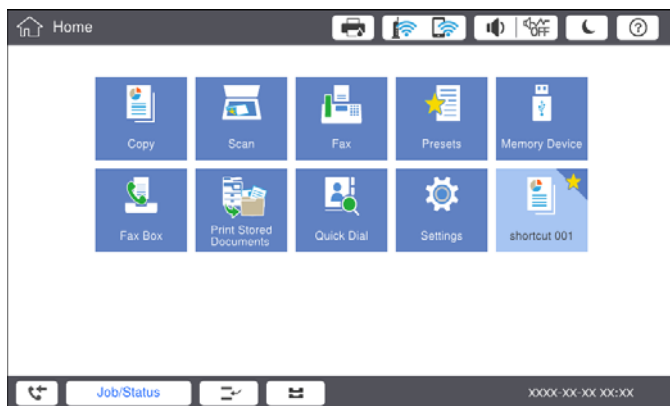 Home
OFF
?
Copy
Scan
Fax
Presets
Memory Device
Fax Box
Print Stored
Documents
Quick Dial
Settings
shortcut 001
Job/Status
XXXX-XX-XX XX:XX